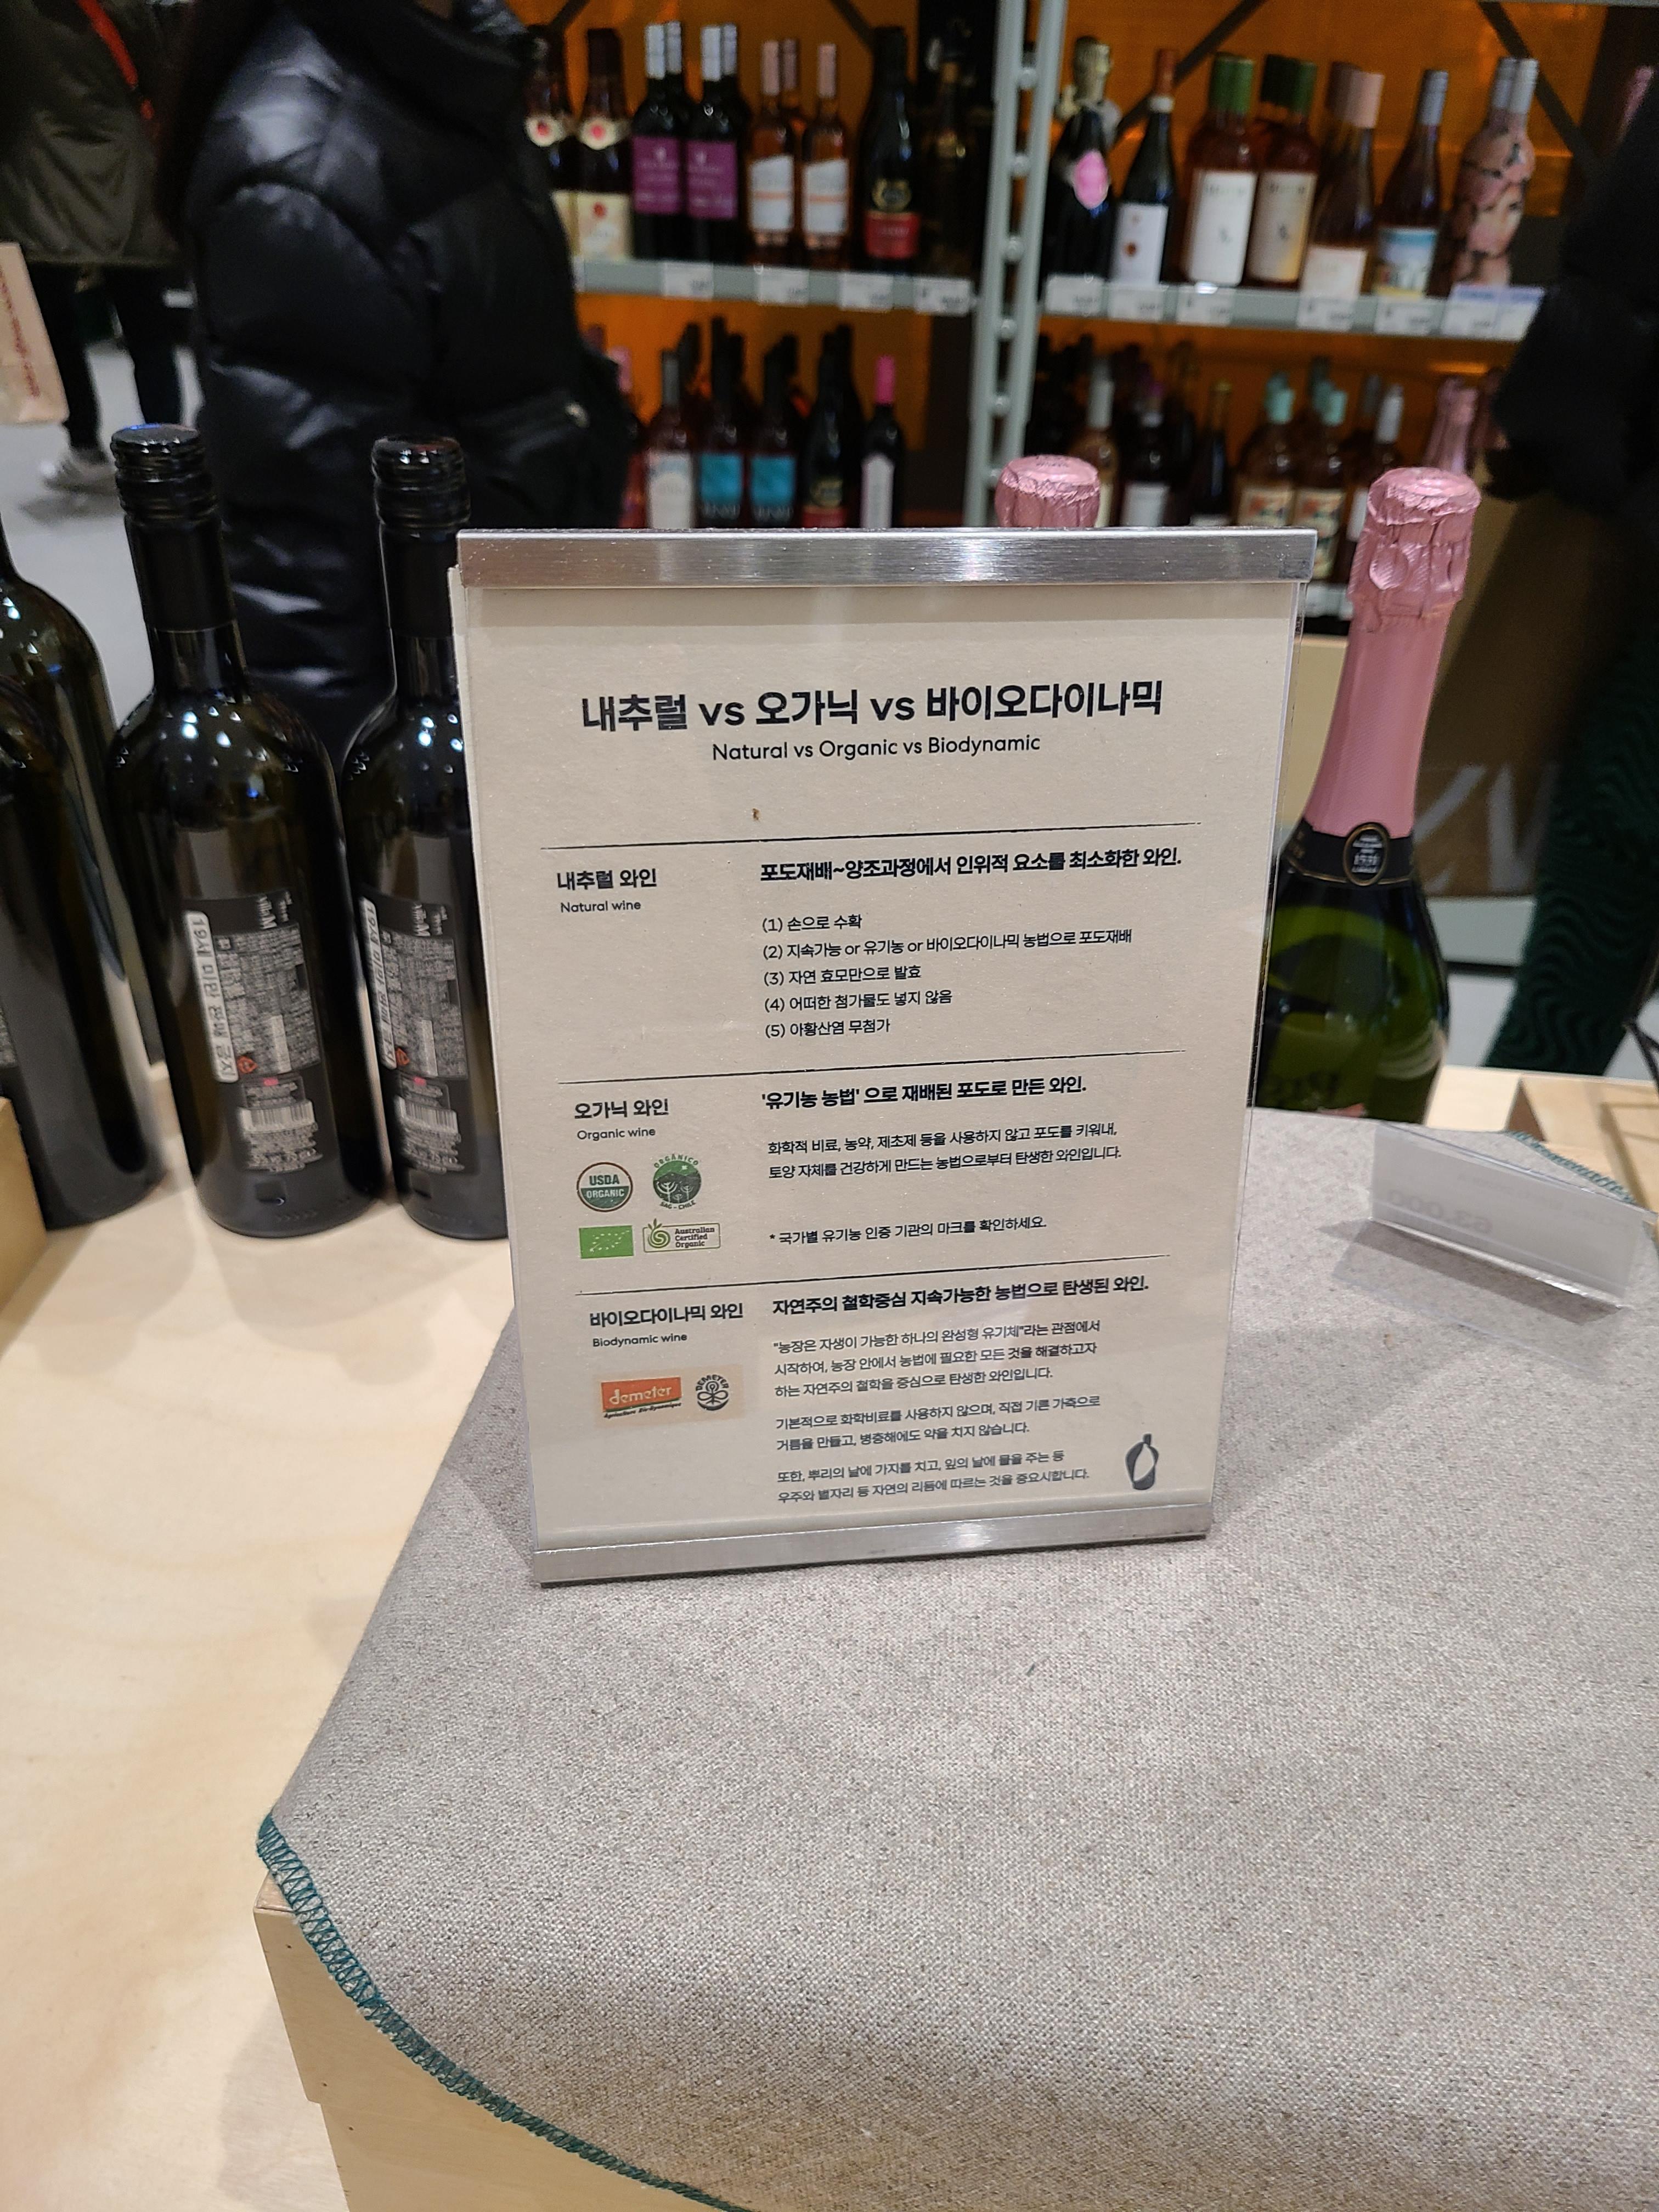 내추럴 vs 오가닉 vs 바이오다이나믹
Natural vs Organic vs Biodynamic
내추럴 와인
Natural wine
포도재배~양조과정에서 인위적 요소를 최소화한 와인.
(1) 손으로 수확
(2) 지속가능 or 유기농 or 바이오다이나믹 농법으로 포도재배
(3) 자연 효모만으로 발효
(4) 어떠한 첨가물도 넣지 않음
(5) 아황산염 무첨가
오가닉 와인
Organic wine
USDA
ORGANIC
ORGÁNICO
SAG - CHILE
Australian
Certified
Organic
'유기농 농법' 으로 재배된 포도로 만든 와인.
화학적 비료, 농약, 제초제 등을 사용하지 않고 포도를 키워내,
토양 자체를 건강하게 만드는 농법으로부터 탄생한 와인입니다.
* 국가별 유기농 인증 기관의 마크를 확인하세요.
바이오다이나믹 와인
Biodynamic wine
demeter
Agriculture Bio-Dynamique
DEMETER
자연주의 철학중심 지속가능한 농법으로 탄생된 와인.
"농장은 자생이 가능한 하나의 완성형 유기체"라는 관점에서
시작하여, 농장 안에서 농법에 필요한 모든 것을 해결하고자
하는 자연주의 철학을 중심으로 탄생한 와인입니다.
기본적으로 화학비료를 사용하지 않으며, 직접 기른 가축으로
거름을 만들고, 병충해에도 약을 치지 않습니다.
또한, 뿌리의 날에 가지를 치고, 잎의 날에 물을 주는 등
우주와 별자리 등 자연의 리듬에 따르는 것을 중요시합니다.
19세 미만 판매 금지
1531